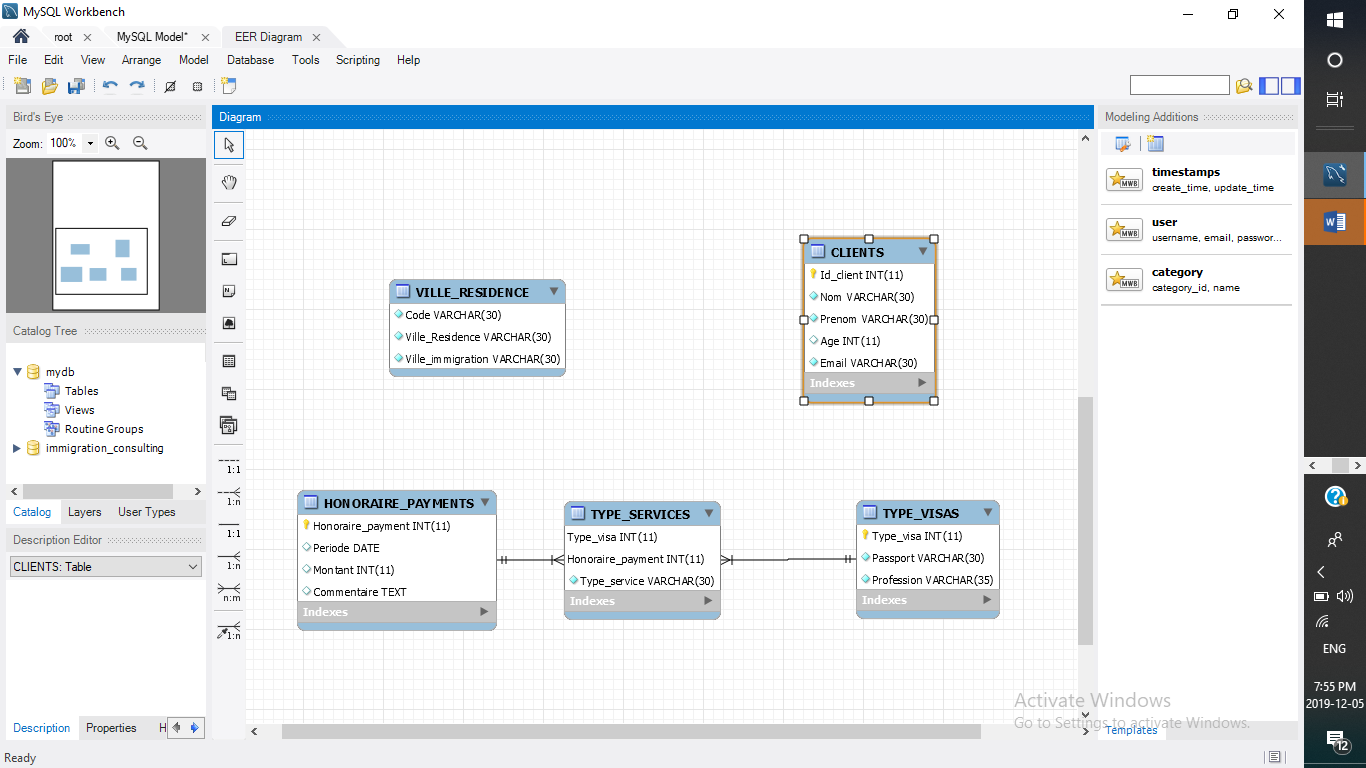 MySQL Workbench
root
MySQL Model*
EER Diagram
File Edit View Arrange Model Database Tools Scripting Help
Bird's Eye
Zoom: 100%
Catalog Tree
mydb
Tables
Views
Routine Groups
immigration_consulting
Catalog Layers User Types
Description Editor
CLIENTS: Table
Description Properties H
Diagram
1:1
1:n
1:1
1:n
n:m
1:n
VILLE_RESIDENCE
Code VARCHAR(30)
Ville_Residence VARCHAR(30)
Ville_immigration VARCHAR(30)
CLIENTS
Id_client INT(11)
Nom VARCHAR(30)
Prenom VARCHAR(30)
Age INT(11)
Email VARCHAR(30)
Indexes
HONORAIRE_PAYMENTS
Honoraire_payment INT(11)
Periode DATE
Montant INT(11)
Commentaire TEXT
Indexes
TYPE_SERVICES
Type_visa INT(11)
Honoraire_payment INT(11)
Type_service VARCHAR(30)
Indexes
TYPE_VISAS
Type_visa INT(11)
Passport VARCHAR(30)
Profession VARCHAR(35)
Indexes
Modeling Additions
MWB
timestamps
create_time, update_time
MWB
user
username, email, passwor...
MWB
category
category_id, name
Templates
Activate Windows
Go to Settings to activate Windows.
Ready
ENG
7:55 PM
2019-12-05
12